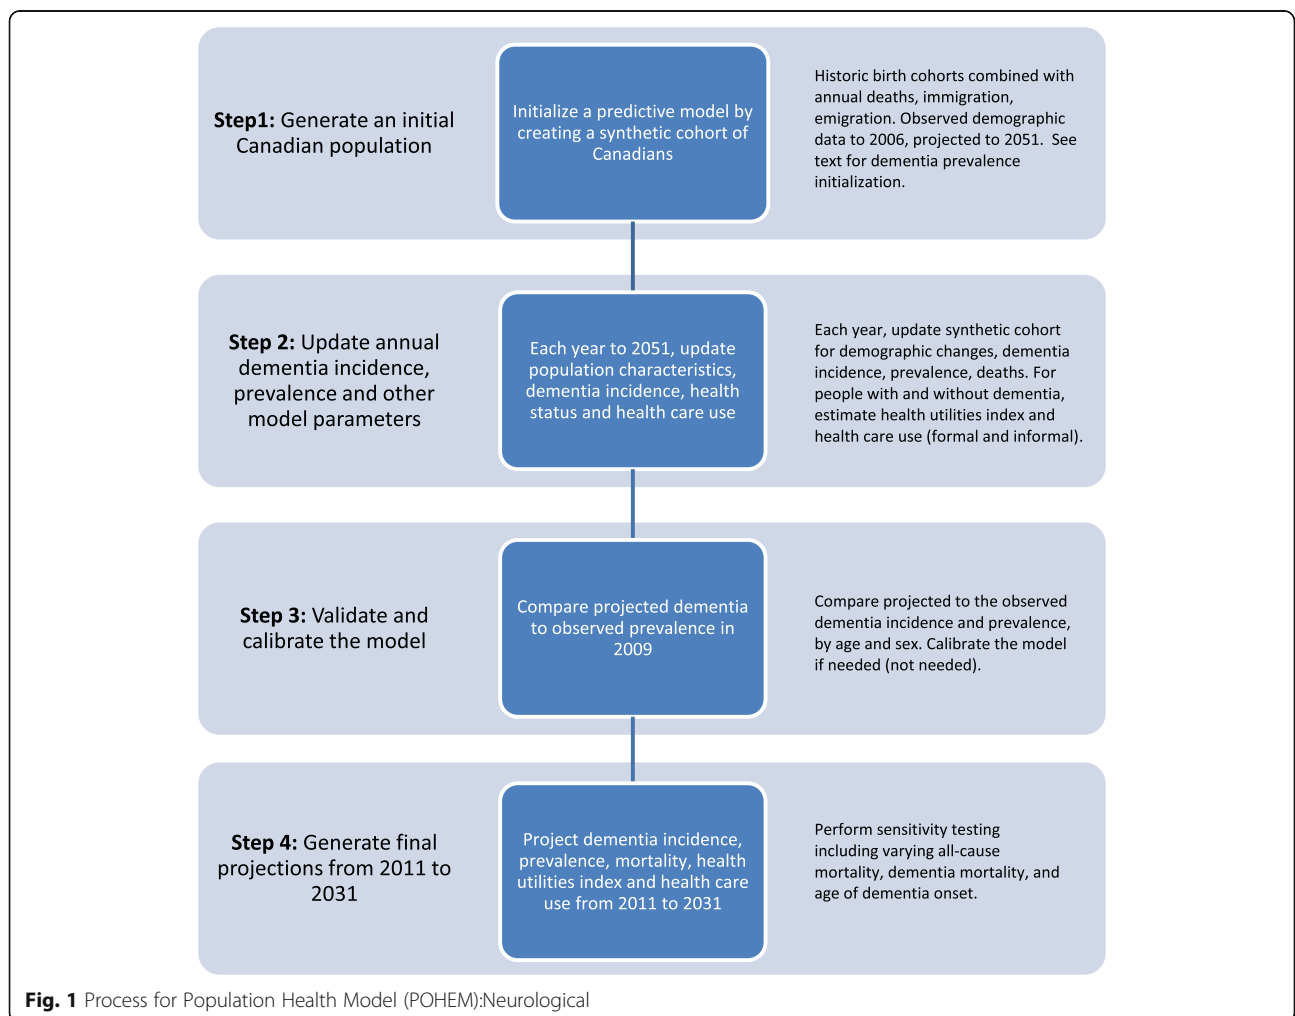 Step1: Generate an initial
Canadian population
Initialize a predictive model by
creating a synthetic cohort of
Canadians
Historic birth cohorts combined with
annual deaths, immigration,
emigration. Observed demographic
data to 2006, projected to 2051.  See
text for dementia prevalence
initialization.
Step 2: Update annual
dementia incidence,
prevalence and other
model parameters
Each year to 2051, update
population characteristics,
dementia incidence, health
status and health care use
Each year, update synthetic cohort
for demographic changes, dementia
incidence, prevalence, deaths. For
people with and without dementia,
estimate health utilities index and
health care use (formal and informal).
Step 3: Validate and
calibrate the model
Compare projected dementia
to observed prevalence in
2009
Compare projected to the observed
dementia incidence and prevalence,
by age and sex. Calibrate the model
if needed (not needed).
Step 4: Generate final
projections from 2011 to
2031
Project dementia incidence,
prevalence, mortality, health
utilities index and health care
use from 2011 to 2031
Perform sensitivity testing
including varying all-cause
mortality, dementia mortality, and
age of dementia onset.
Fig. 1 Process for Population Health Model (POHEM):Neurological